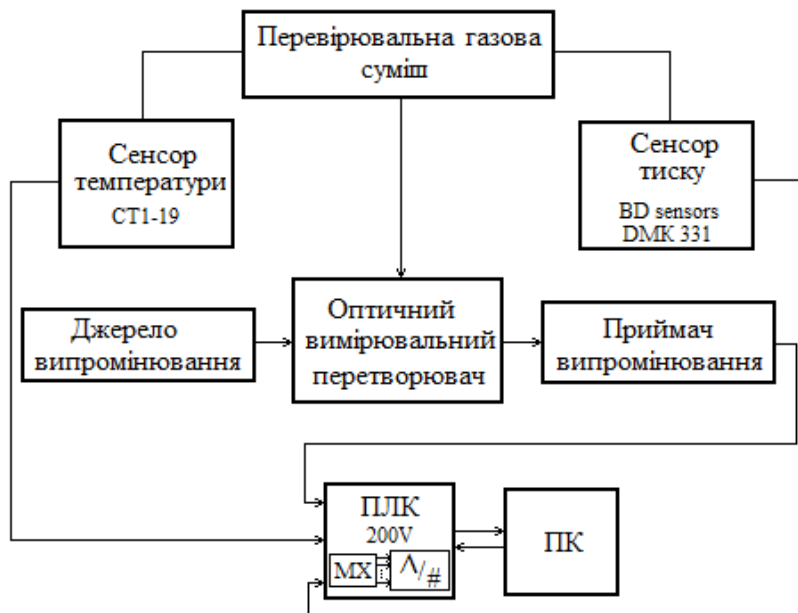 Перевірювальна газова
суміш
Сенсор
температури
СТ1-19
Сенсор
тиску
BD sensors
DMK 331
Джерело
випромінювання
Оптичний
вимірювальний
перетворювач
Приймач
випромінювання
ПЛК
200V
МХ
Λ/#
ПК